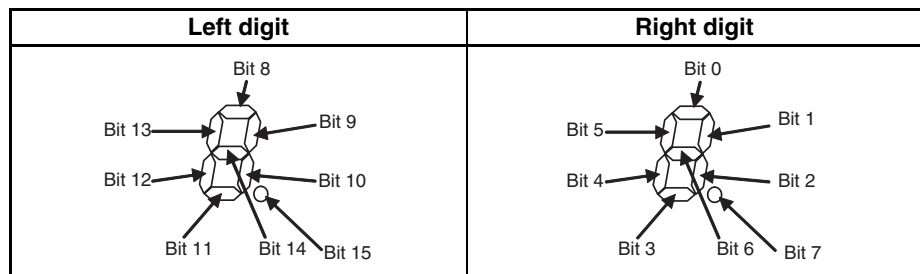 Left digit Right digit
Bit 8 Bit 0
Bit 13 Bit 9 Bit 5 Bit 1
Bit 12 Bit 10 Bit 4 Bit 2
Bit 11 Bit 14 Bit 15 Bit 3 Bit 6 Bit 7